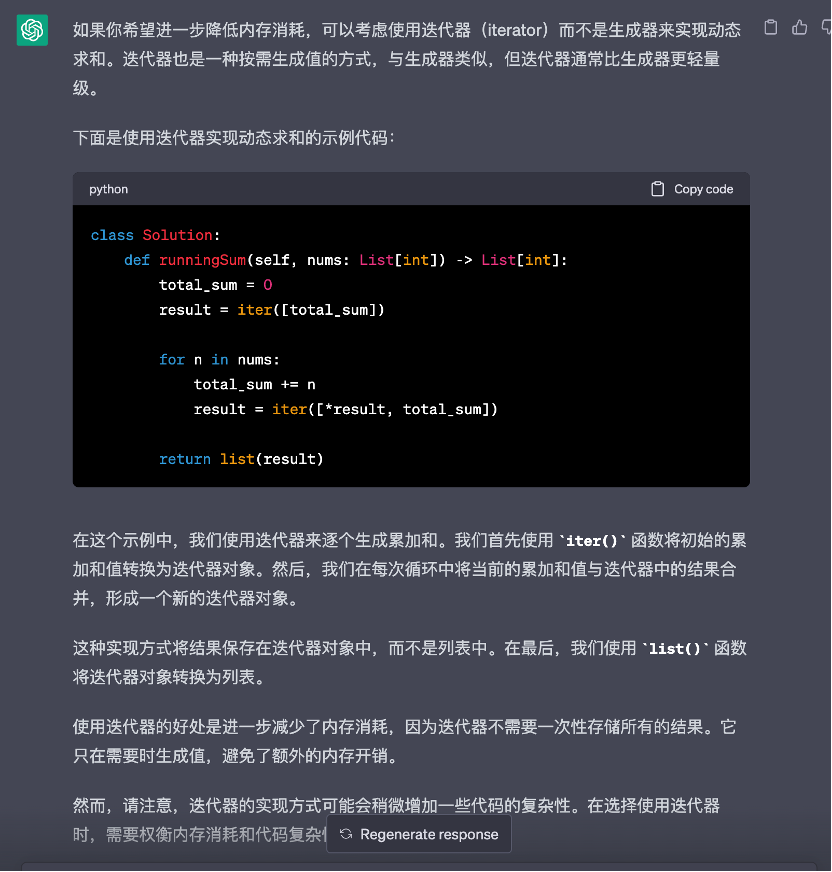 如果你希望进一步降低内存消耗，可以考虑使用迭代器（iterator）而不是生成器来实现动态
求和。迭代器也是一种按需生成值的方式，与生成器类似，但迭代器通常比生成器更轻量
级。
下面是使用迭代器实现动态求和的示例代码：
python Copy code
class Solution:
    def runningSum(self, nums: List[int]) -> List[int]:
        total_sum = 0
        result = iter([total_sum])
        for n in nums:
            total_sum += n
            result = iter([*result, total_sum])
        return list(result)
在这个示例中，我们使用迭代器来逐个生成累加和。我们首先使用 `iter()` 函数将初始的累
加和值转换为迭代器对象。然后，我们在每次循环中将当前的累加和值与迭代器中的结果合
并，形成一个新的迭代器对象。
这种实现方式将结果保存在迭代器对象中，而不是列表中。在最后，我们使用 `list()` 函数
将迭代器对象转换为列表。
使用迭代器的好处是进一步减少了内存消耗，因为迭代器不需要一次性存储所有的结果。它
只在需要时生成值，避免了额外的内存开销。
然而，请注意，迭代器的实现方式可能会稍微增加一些代码的复杂性。在选择使用迭代器
时，需要权衡内存消耗和代码复杂
Regenerate response